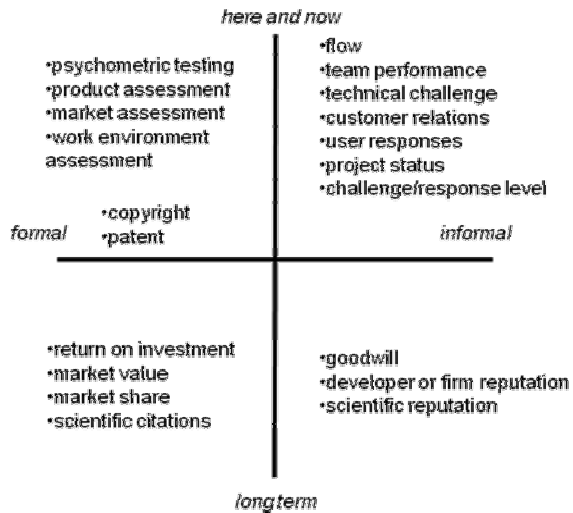 here and now
•psychometric testing
•product assessment
•market assessment
•work environment
assessment
•copyright
•patent
•flow
•team performance
•technical challenge
•customer relations
•user responses
•project status
•challenge/response level
formal
informal
•return on investment
•market value
•market share
•scientific citations
•goodwill
•developer or firm reputation
•scientific reputation
long term